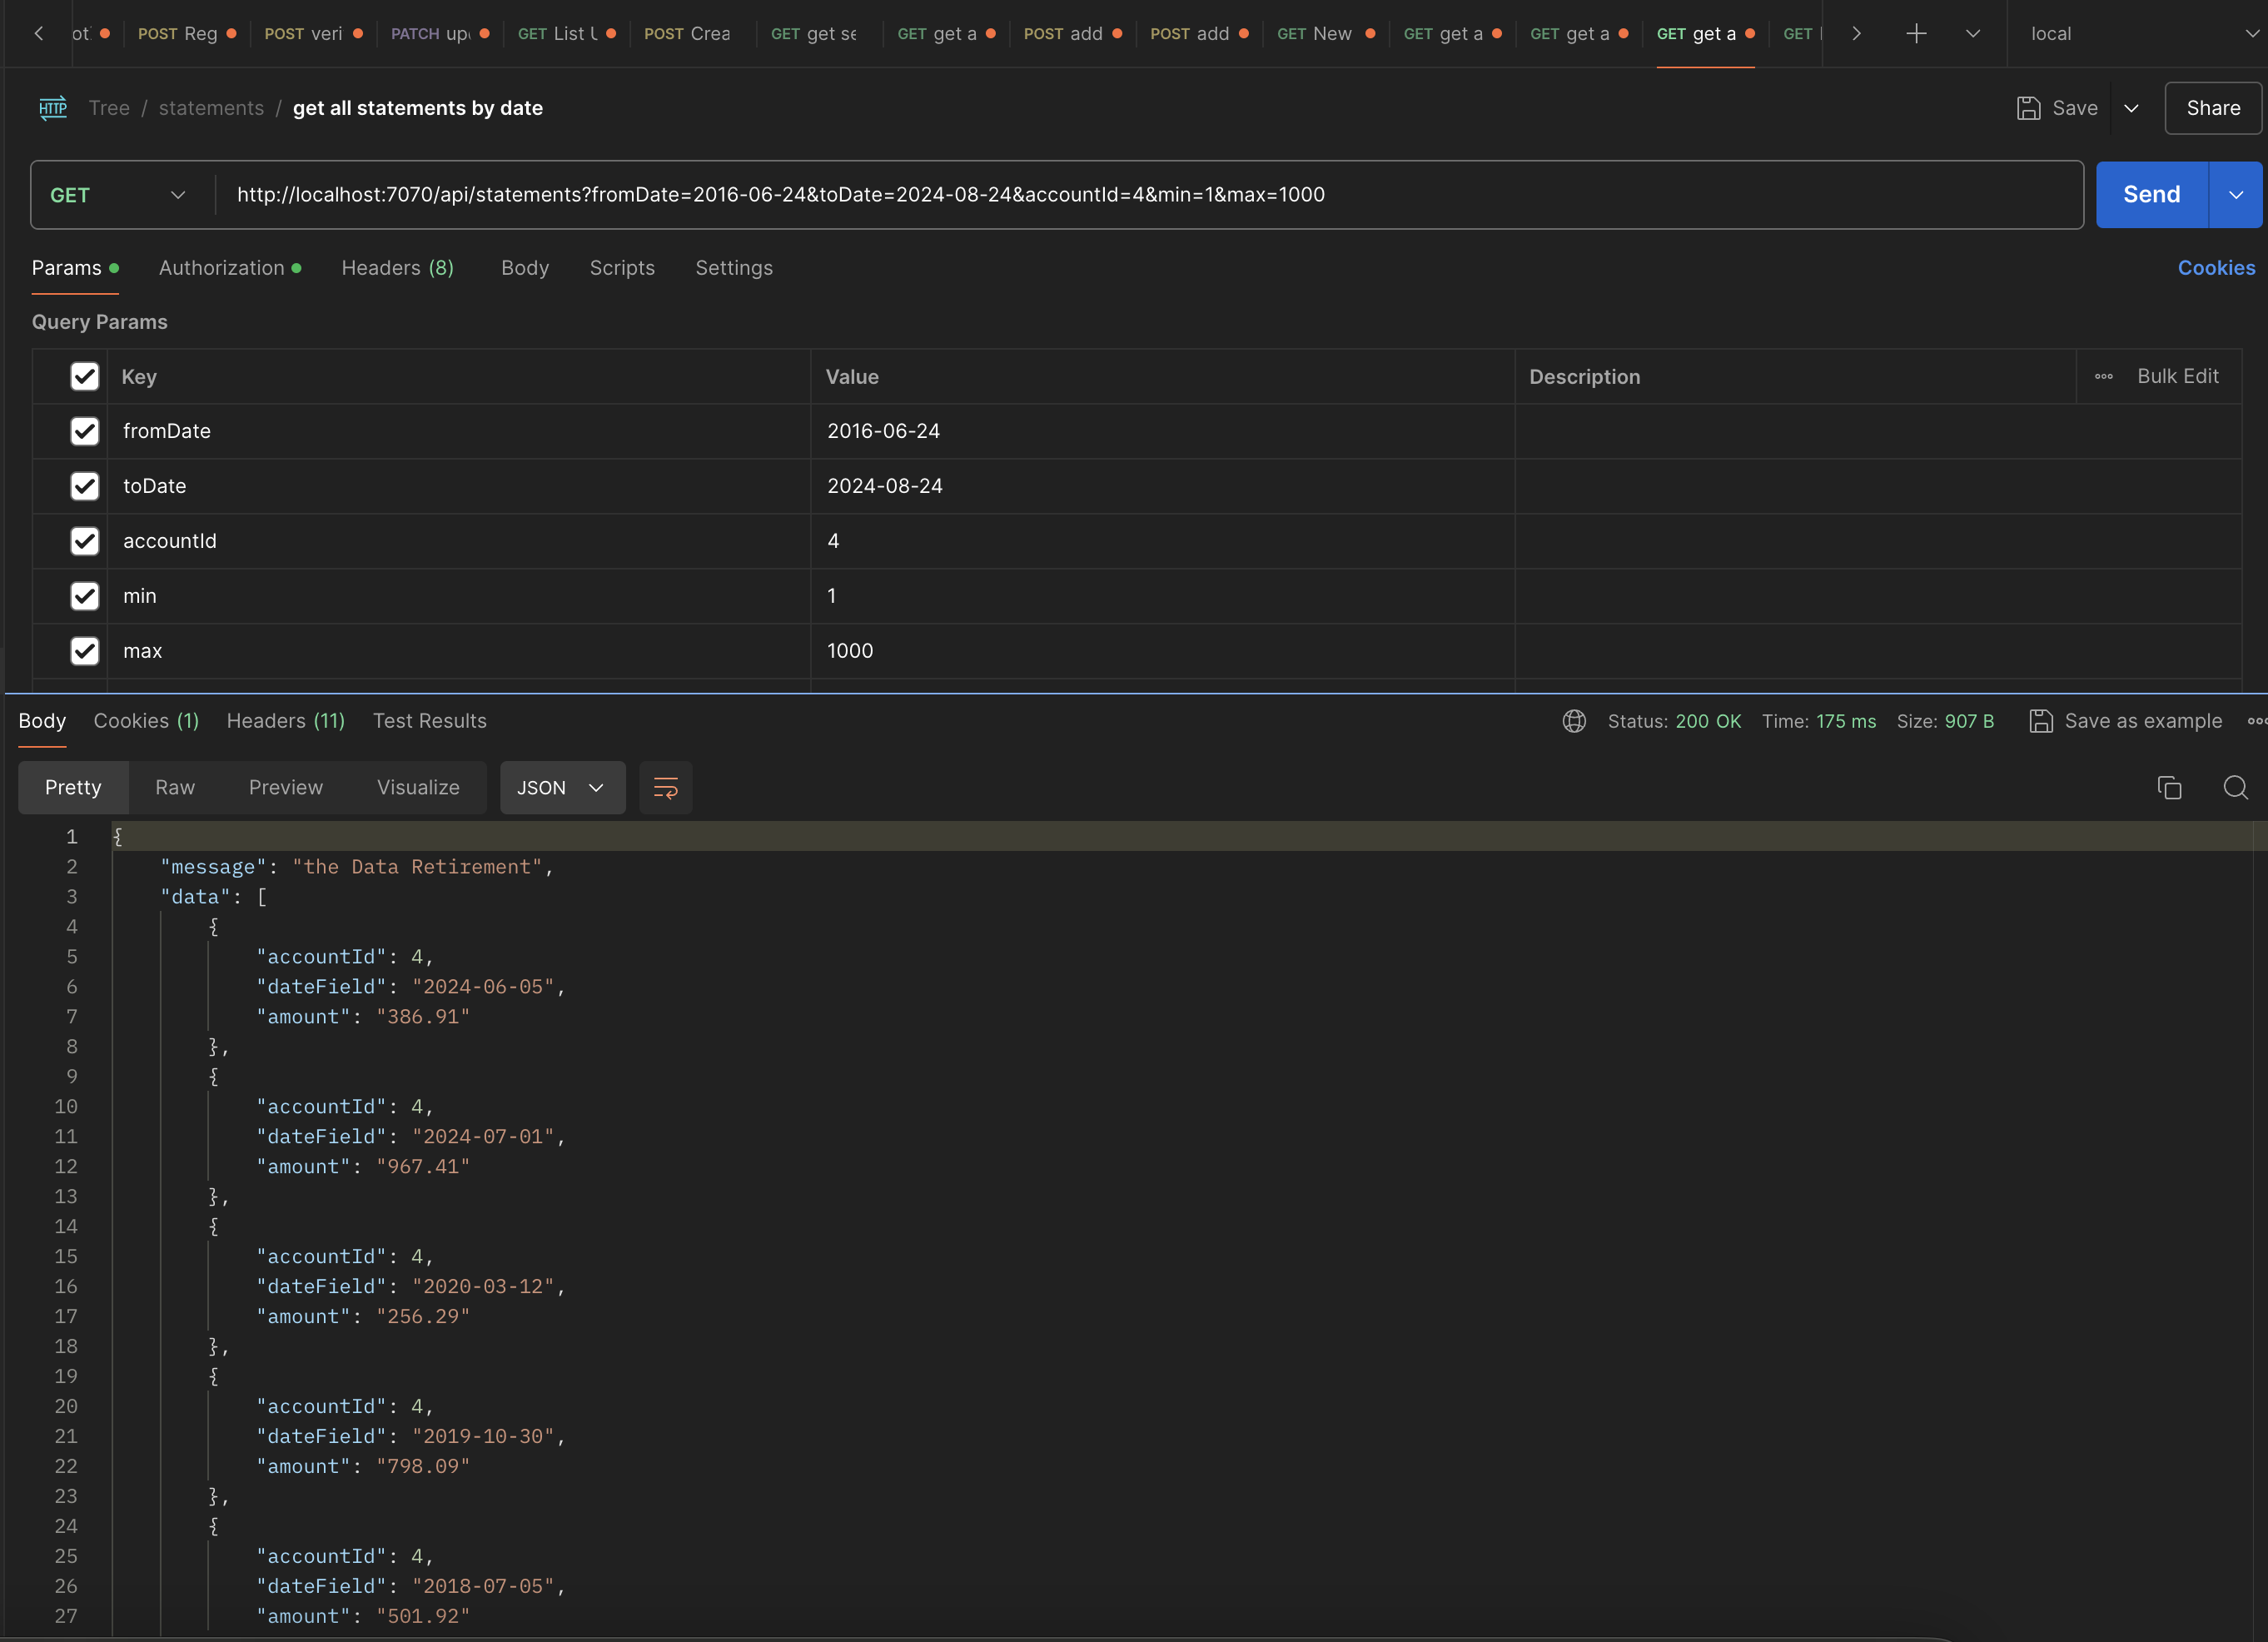 ot POST Reg POST veri PATCH upd GET List U POST Crea GET get se GET get a POST add POST add GET New GET get a GET get a GET get a GET local
HTTP Tree / statements / get all statements by date Save Share
GET http://localhost:7070/api/statements?fromDate=2016-06-24&toDate=2024-08-24&accountId=4&min=1&max=1000 Send
Params Authorization Headers (8) Body Scripts Settings Cookies
Query Params
Key Value Description Bulk Edit
fromDate 2016-06-24
toDate 2024-08-24
accountId 4
min 1
max 1000
Body Cookies (1) Headers (11) Test Results Status: 200 OK Time: 175 ms Size: 907 B Save as example
Pretty Raw Preview Visualize JSON
1 {
2 "message": "the Data Retirement",
3 "data": [
4 {
5 "accountId": 4,
6 "dateField": "2024-06-05",
7 "amount": "386.91"
8 },
9 {
10 "accountId": 4,
11 "dateField": "2024-07-01",
12 "amount": "967.41"
13 },
14 {
15 "accountId": 4,
16 "dateField": "2020-03-12",
17 "amount": "256.29"
18 },
19 {
20 "accountId": 4,
21 "dateField": "2019-10-30",
22 "amount": "798.09"
23 },
24 {
25 "accountId": 4,
26 "dateField": "2018-07-05",
27 "amount": "501.92"